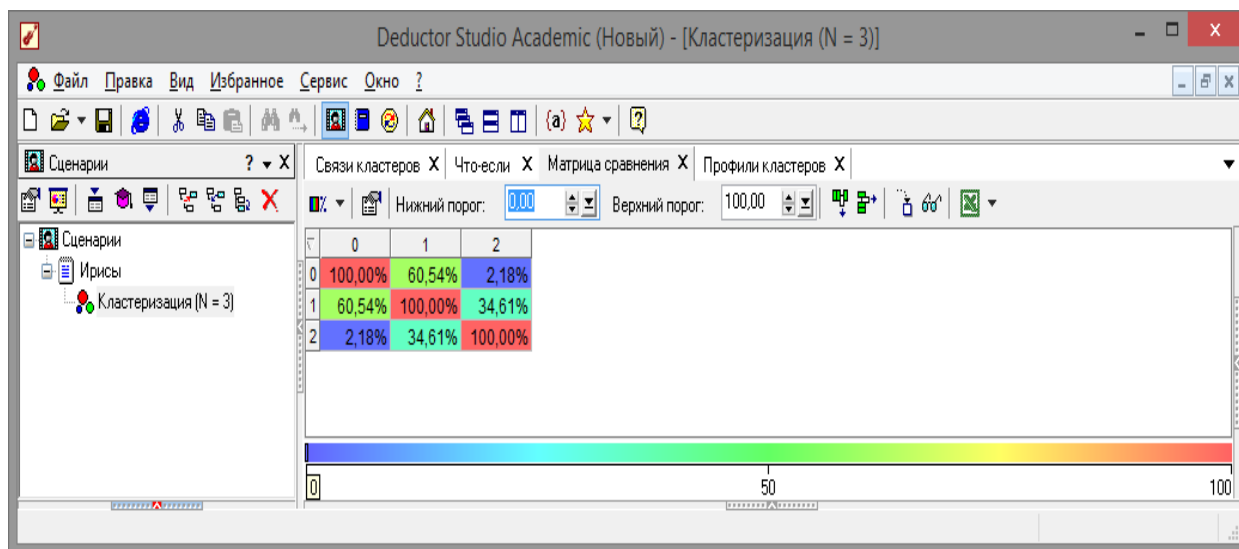 Deductor Studio Academic (Новый) - [Кластеризация (N = 3)]
Файл Правка Вид Избранное Сервис Окно ?
Сценарии
Связи кластеров X Что-если X Матрица сравнения X Профили кластеров X
Нижний порог: 0,00 Верхний порог: 100,00
Сценарии
Ирисы
Кластеризация (N = 3)
0 1 2
0 100,00% 60,54% 2,18%
1 60,54% 100,00% 34,61%
2 2,18% 34,61% 100,00%
0 50 100